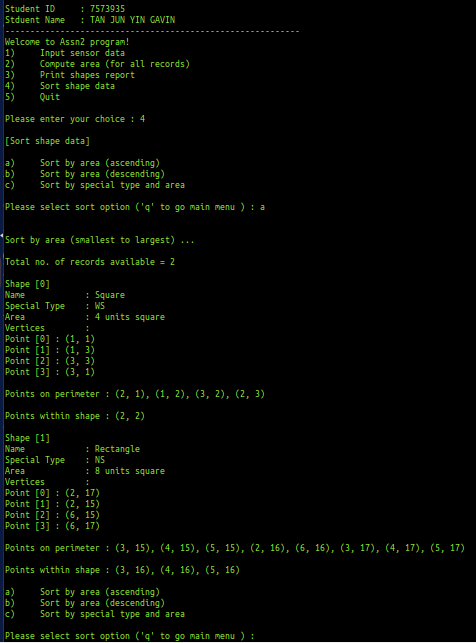 Student ID     : 7573935
Stduent Name   : TAN JUN YIN GAVIN
-----------------------------------------------------------
Welcome to Assn2 program!
1)     Input sensor data
2)     Compute area (for all records)
3)     Print shapes report
4)     Sort shape data
5)     Quit
Please enter your choice : 4
[Sort shape data]
a)     Sort by area (ascending)
b)     Sort by area (descending)
c)     Sort by special type and area
Please select sort option ('q' to go main menu ) : a
Sort by area (smallest to largest) ...
Total no. of records available = 2
Shape [0]
Name            : Square
Special Type    : WS
Area            : 4 units square
Vertices        :
Point [0] : (1, 1)
Point [1] : (1, 3)
Point [2] : (3, 3)
Point [3] : (3, 1)
Points on perimeter : (2, 1), (1, 2), (3, 2), (2, 3)
Points within shape : (2, 2)
Shape [1]
Name            : Rectangle
Special Type    : NS
Area            : 8 units square
Vertices        :
Point [0] : (2, 17)
Point [1] : (2, 15)
Point [2] : (6, 15)
Point [3] : (6, 17)
Points on perimeter : (3, 15), (4, 15), (5, 15), (2, 16), (6, 16), (3, 17), (4, 17), (5, 17)
Points within shape : (3, 16), (4, 16), (5, 16)
a)     Sort by area (ascending)
b)     Sort by area (descending)
c)     Sort by special type and area
Please select sort option ('q' to go main menu ) :